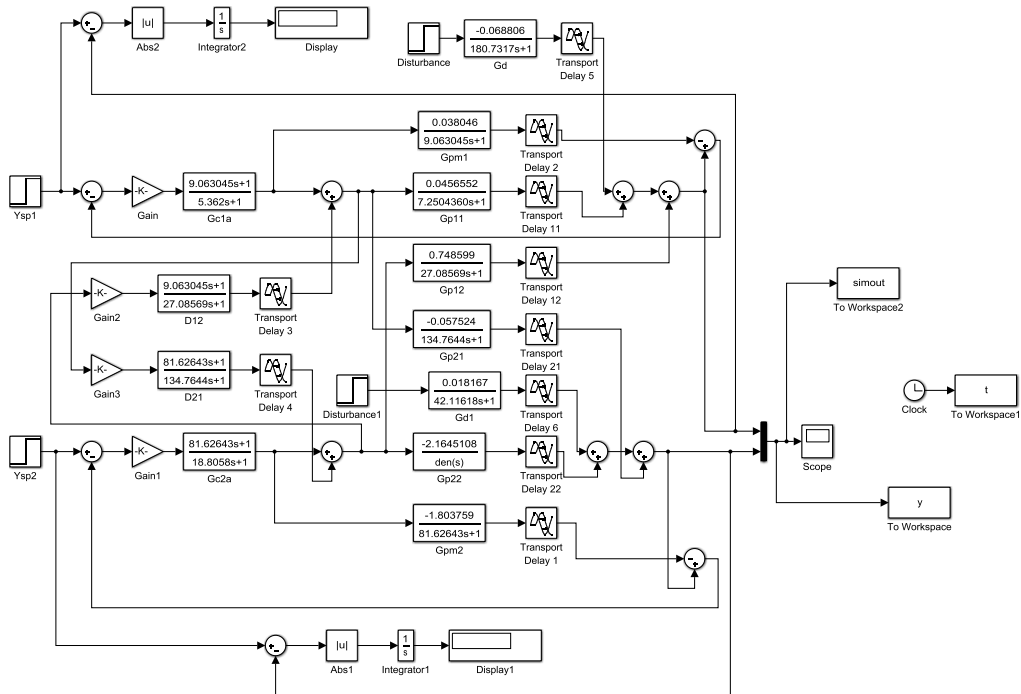 |u|
1
s
Abs2
Integrator2
Display
Disturbance
-0.068806
180.7317s+1
Gd
Transport
Delay 5
0.038046
9.063045s+1
Gpm1
Transport
Delay 2
Ysp1
-K-
Gain
9.063045s+1
5.362s+1
Gc1a
0.0456552
7.2504360s+1
Gp11
Transport
Delay 11
0.748599
27.08569s+1
Gp12
Transport
Delay 12
-K-
Gain2
9.063045s+1
27.08569s+1
D12
Transport
Delay 3
simout
To Workspace2
-0.057524
134.7644s+1
Gp21
Transport
Delay 21
-K-
Gain3
81.62643s+1
134.7644s+1
D21
Transport
Delay 4
Disturbance1
0.018167
42.11618s+1
Gd1
Transport
Delay 6
Clock
t
To Workspace1
Ysp2
-K-
Gain1
81.62643s+1
18.8058s+1
Gc2a
-2.1645108
den(s)
Gp22
Transport
Delay 22
Scope
y
To Workspace
-1.803759
81.62643s+1
Gpm2
Transport
Delay 1
|u|
1
s
Abs1
Integrator1
Display1